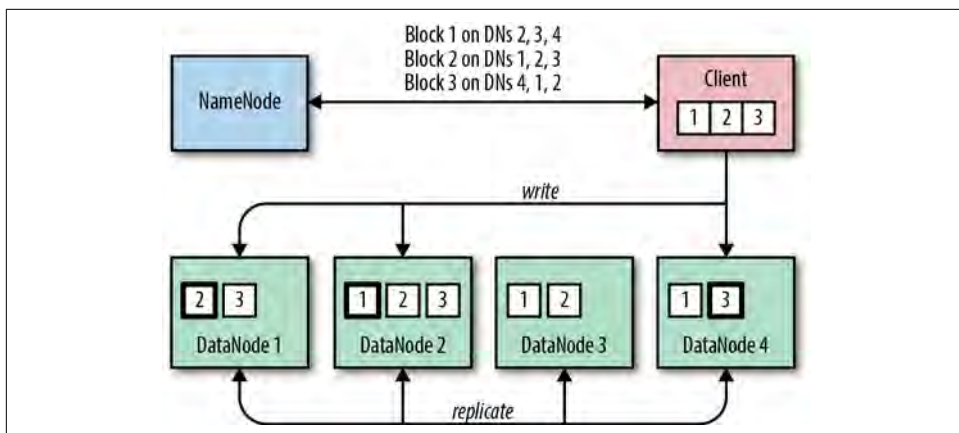 Block 1 on DNs 2, 3, 4
Block 2 on DNs 1, 2, 3
Block 3 on DNs 4, 1, 2
NameNode
Client
1 2 3
write
2 3
DataNode 1
1 2 3
DataNode 2
1 2
DataNode 3
1 3
DataNode 4
replicate